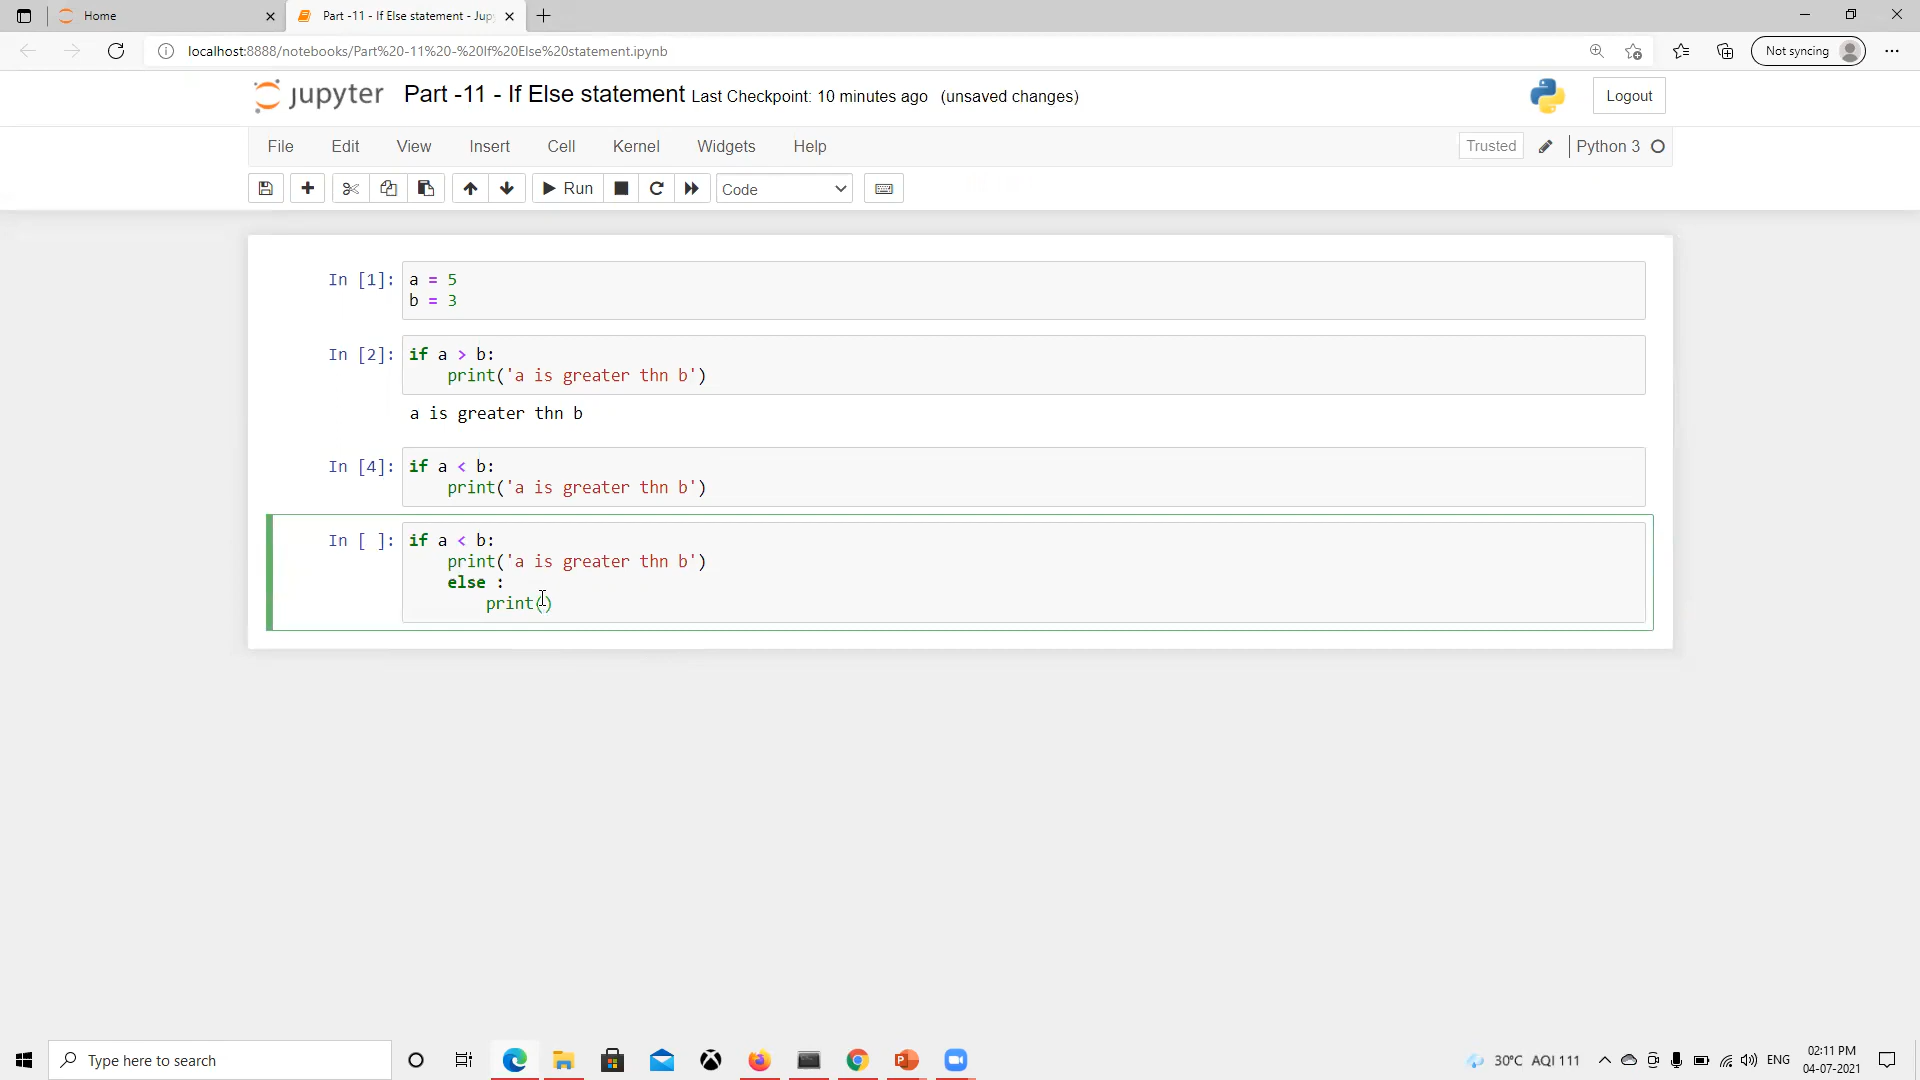 Home
Part -11 - If Else statement - Jup
localhost:8888/notebooks/Part%20-11%20-%20If%20Else%20statement.ipynb
Not syncing
jupyter Part -11 - If Else statement Last Checkpoint: 10 minutes ago (unsaved changes)
Logout
File Edit View Insert Cell Kernel Widgets Help
Trusted Python 3
Run Code
In [1]: a = 5
b = 3
In [2]: if a > b:
print('a is greater thn b')
a is greater thn b
In [4]: if a < b:
print('a is greater thn b')
In [ ]: if a < b:
print('a is greater thn b')
else :
print()
Type here to search
30°C AQI 111
ENG
02:11 PM
04-07-2021